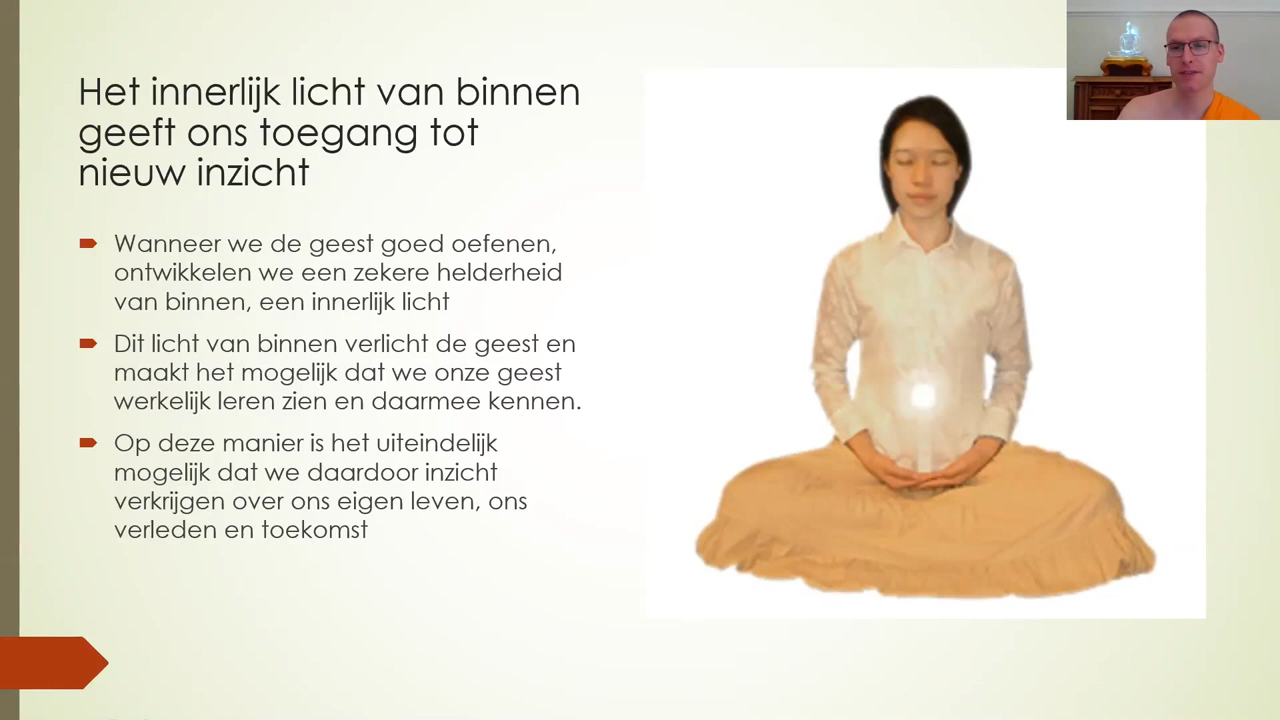 Het innerlijk licht van binnen
geeft ons toegang tot
nieuw inzicht
Wanneer we de geest goed oefenen,
ontwikkelen we een zekere helderheid
van binnen, een innerlijk licht
Dit licht van binnen verlicht de geest en
maakt het mogelijk dat we onze geest
werkelijk leren zien en daarmee kennen.
Op deze manier is het uiteindelijk
mogelijk dat we daardoor inzicht
verkrijgen over ons eigen leven, ons
verleden en toekomst